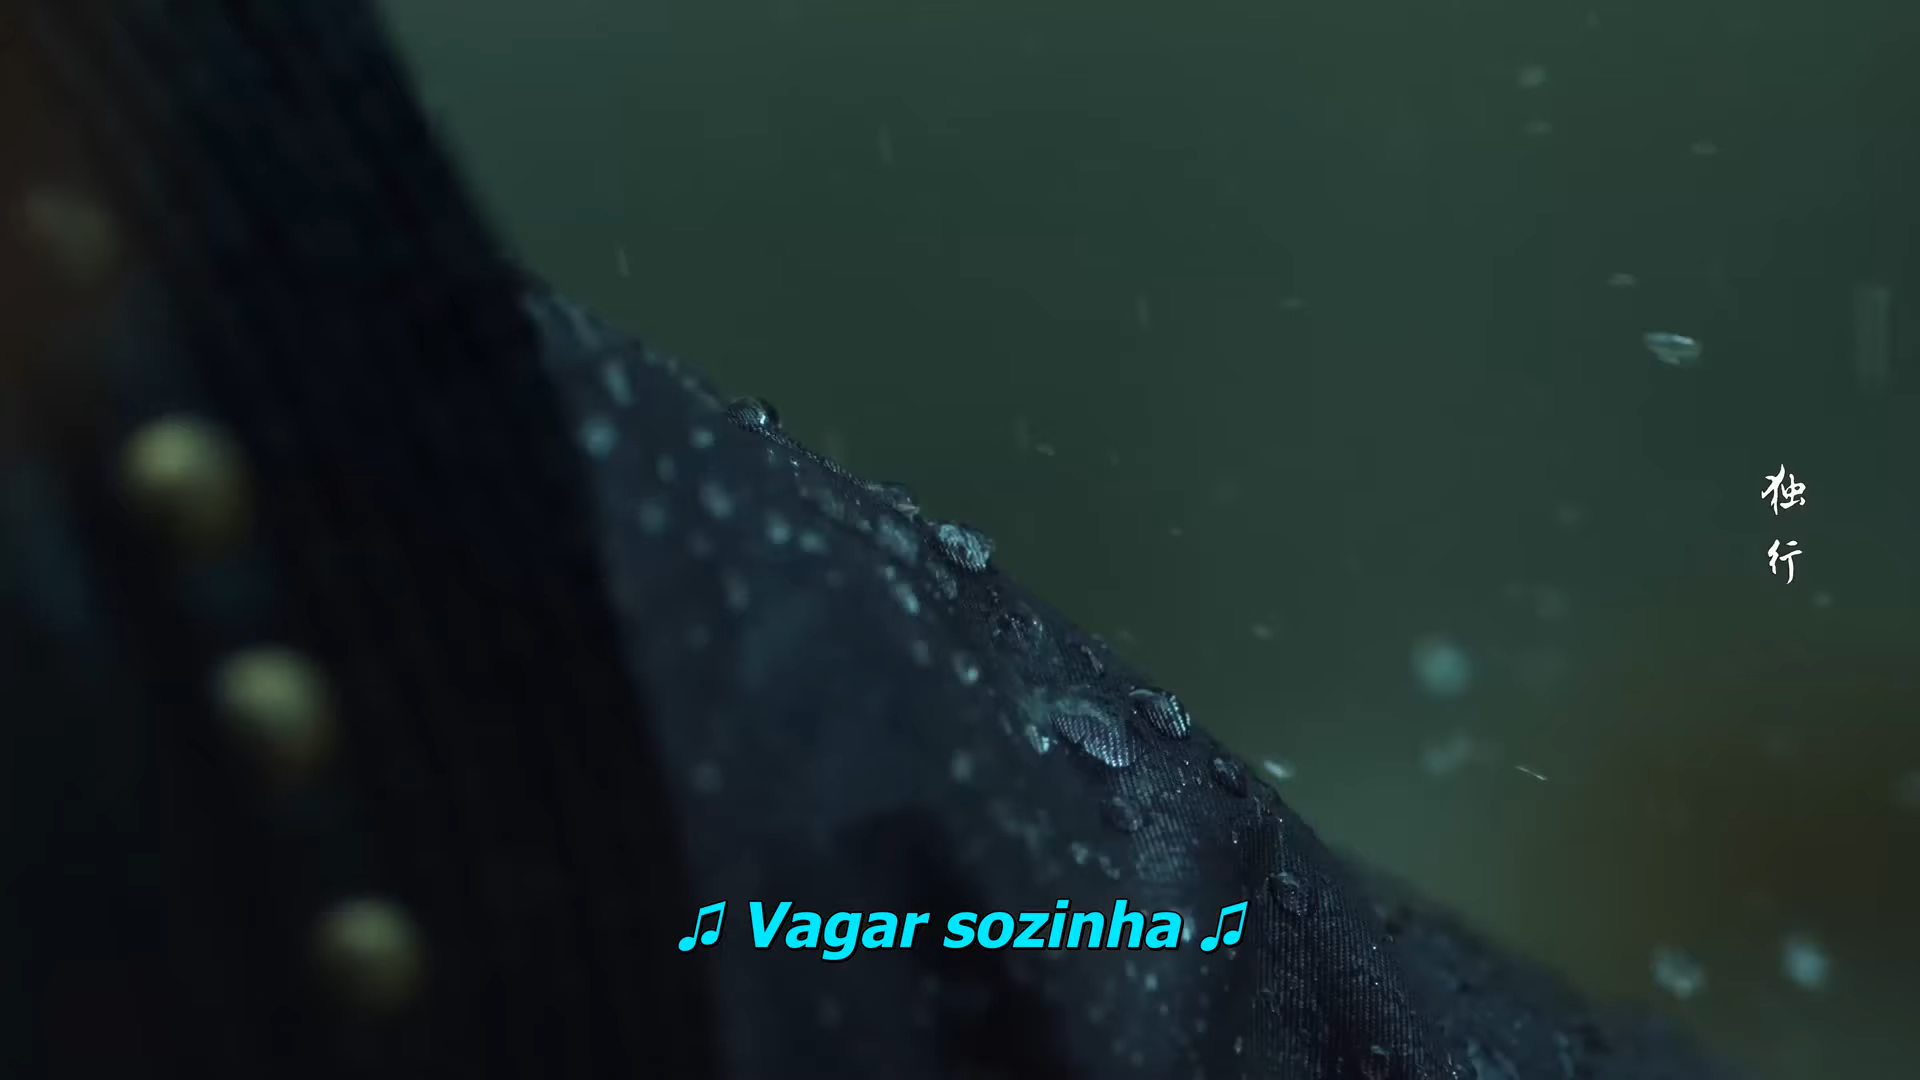 独
行
♫ Vagar sozinha ♫